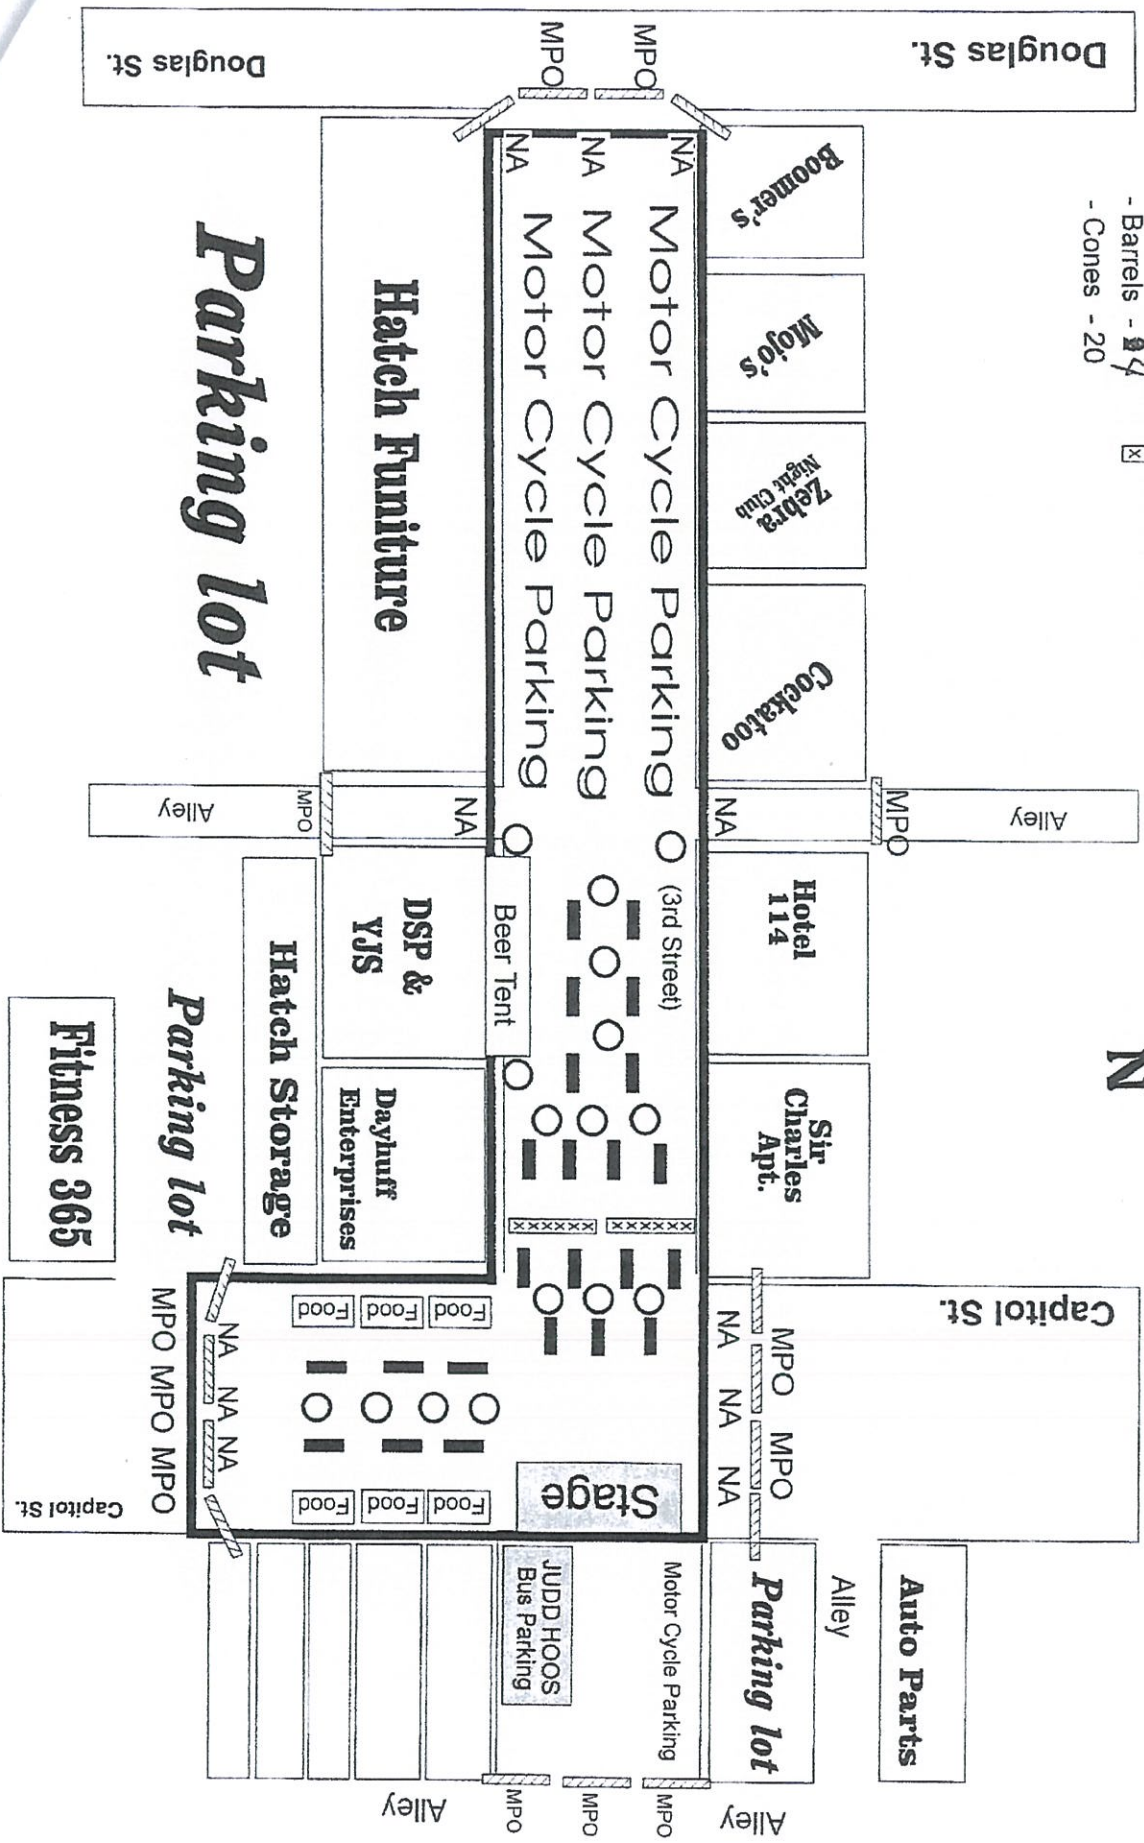 - Barrels - 4
- Cones - 20
X
N
Douglas St.
Douglas St.
MPO
MPO
NA
NA
NA
Boomer's
Mojo's
Zebra
Night Club
Cockatoo
Motor Cycle Parking
Motor Cycle Parking
Motor Cycle Parking
Hatch Funiture
Parking lot
Alley
MPO
NA
NA
MPO
Alley
Hotel
114
Sir
Charles
Apt.
(3rd Street)
Beer Tent
DSP &
YJS
Dayhuff
Enterprises
Hatch Storage
Parking lot
Fitness 365
XXXXXX
XXXXXX
Capitol St.
MPO
MPO
NA
NA
NA
Food
Food
Food
Food
Food
Food
Stage
NA
NA
NA
MPO
MPO
MPO
Capitol St.
Auto Parts
Alley
Parking lot
Motor Cycle Parking
JUDD HOOS
Bus Parking
MPO
MPO
MPO
Alley
Alley